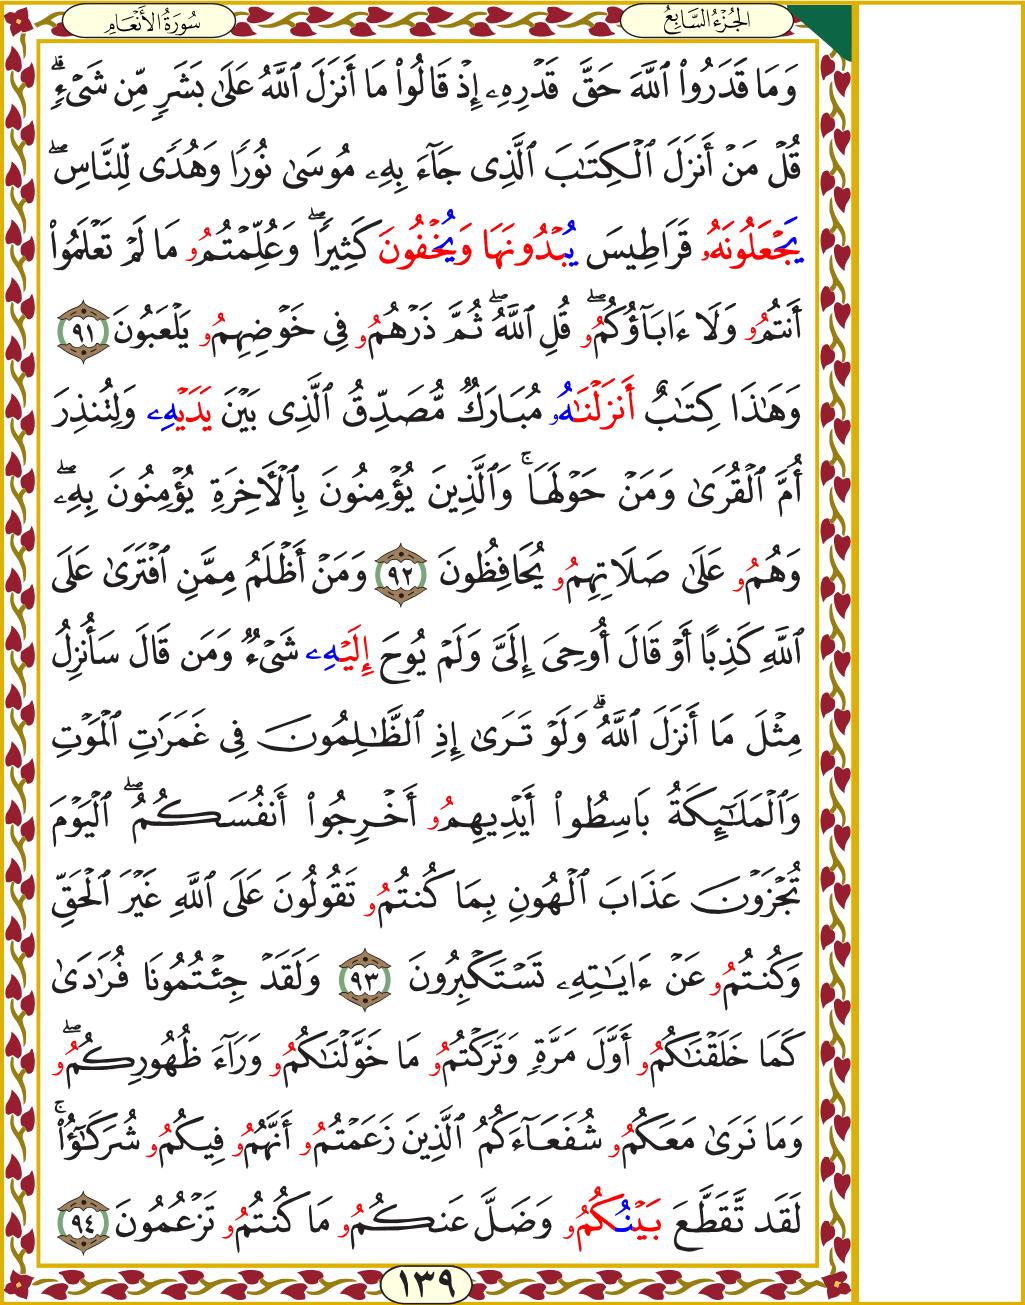 الجُزْءُ السَّابِعُ
سُورَةُ الأَنْعَامِ
وَمَا قَدَرُوا۟ ٱللَّهَ حَقَّ قَدْرِهِۦ إِذْ قَالُوا۟ مَا أَنزَلَ ٱللَّهُ عَلَىٰ بَشَرٍ مِّن شَىْءٍۗ
قُلْ مَنْ أَنزَلَ ٱلْكِتَـٰبَ ٱلَّذِى جَآءَ بِهِۦ مُوسَىٰ نُورًا وَهُدًى لِّلنَّاسِۖ
يَجْعَلُونَهُۥ قَرَاطِيسَ يُبْدُونَهَا وَيُخْفُونَ كَثِيرًاۖ وَعُلِّمْتُمُۥ مَا لَمْ تَعْلَمُوا۟
أَنتُمُۥ وَلَا ءَابَآؤُكُمُۥۖ قُلِ ٱللَّهُۖ ثُمَّ ذَرْهُمُۥ فِى خَوْضِهِمُۥ يَلْعَبُونَ ٩١
وَهَـٰذَا كِتَـٰبٌ أَنزَلْنَـٰهُۥ مُبَارَكٌ مُّصَدِّقُ ٱلَّذِى بَيْنَ يَدَيْهِۦ وَلِتُنذِرَ
أُمَّ ٱلْقُرَىٰ وَمَنْ حَوْلَهَاۚ وَٱلَّذِينَ يُؤْمِنُونَ بِٱلْأَخِرَةِ يُؤْمِنُونَ بِهِۦۖ
وَهُمُۥ عَلَىٰ صَلَاتِهِمُۥ يُحَافِظُونَ ٩٢ وَمَنْ أَظْلَمُ مِمَّنِ ٱفْتَرَىٰ عَلَى
ٱللَّهِ كَذِبًا أَوْ قَالَ أُوحِىَ إِلَىَّ وَلَمْ يُوحَ إِلَيْهِۦ شَىْءٌ وَمَن قَالَ سَأُنزِلُ
مِثْلَ مَا أَنزَلَ ٱللَّهُۗ وَلَوْ تَرَىٰ إِذِ ٱلظَّـٰلِمُونَ فِى غَمَرَٰتِ ٱلْمَوْتِ
وَٱلْمَلَـٰٓئِكَةُ بَاسِطُوا۟ أَيْدِيهِمُۥ أَخْرِجُوا۟ أَنفُسَكُمُۖ ٱلْيَوْمَ
تُجْزَوْنَ عَذَابَ ٱلْهُونِ بِمَا كُنتُمُۥ تَقُولُونَ عَلَى ٱللَّهِ غَيْرَ ٱلْحَقِّ
وَكُنتُمُۥ عَنْ ءَايَـٰتِهِۦ تَسْتَكْبِرُونَ ٩٣ وَلَقَدْ جِئْتُمُونَا فُرَادَىٰ
كَمَا خَلَقْنَـٰكُمُۥ أَوَّلَ مَرَّةٍ وَتَرَكْتُمُۥ مَا خَوَّلْنَـٰكُمُۥ وَرَآءَ ظُهُورِكُمُۥۖ
وَمَا نَرَىٰ مَعَكُمُۥ شُفَعَآءَكُمُ ٱلَّذِينَ زَعَمْتُمُۥ أَنَّهُمُۥ فِيكُمُۥ شُرَكَـٰٓؤُا۟ۚ
لَقَد تَّقَطَّعَ بَيْنُكُمُۥ وَضَلَّ عَنكُمُۥ مَا كُنتُمُۥ تَزْعُمُونَ ٩٤
١٣٩